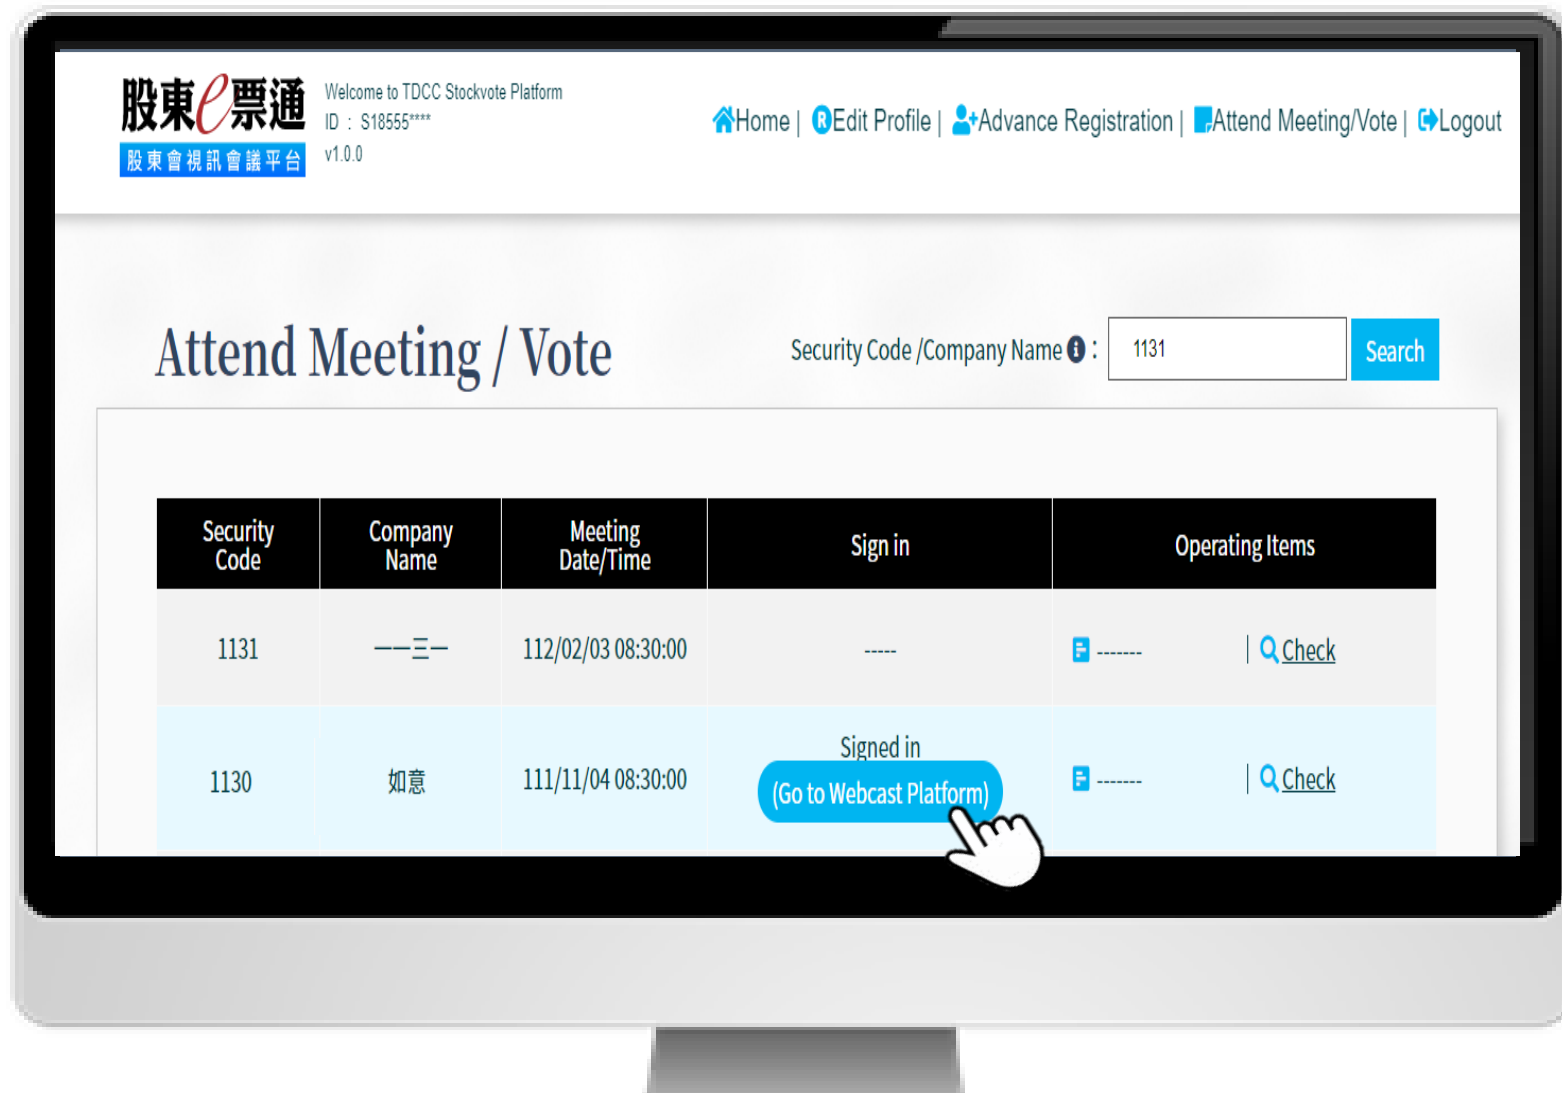 股東e票通
股東會視訊會議平台
Welcome to TDCC Stockvote Platform
ID : S18555****
v1.0.0
Home | Edit Profile | Advance Registration | Attend Meeting/Vote | Logout
Attend Meeting / Vote
Security Code /Company Name : 1131 Search
Security Code
Company Name
Meeting Date/Time
Sign in
Operating Items
1131 一一三一 112/02/03 08:30:00 ----- ------- | Check
1130 如意 111/11/04 08:30:00 Signed in
(Go to Webcast Platform)
------- | Check